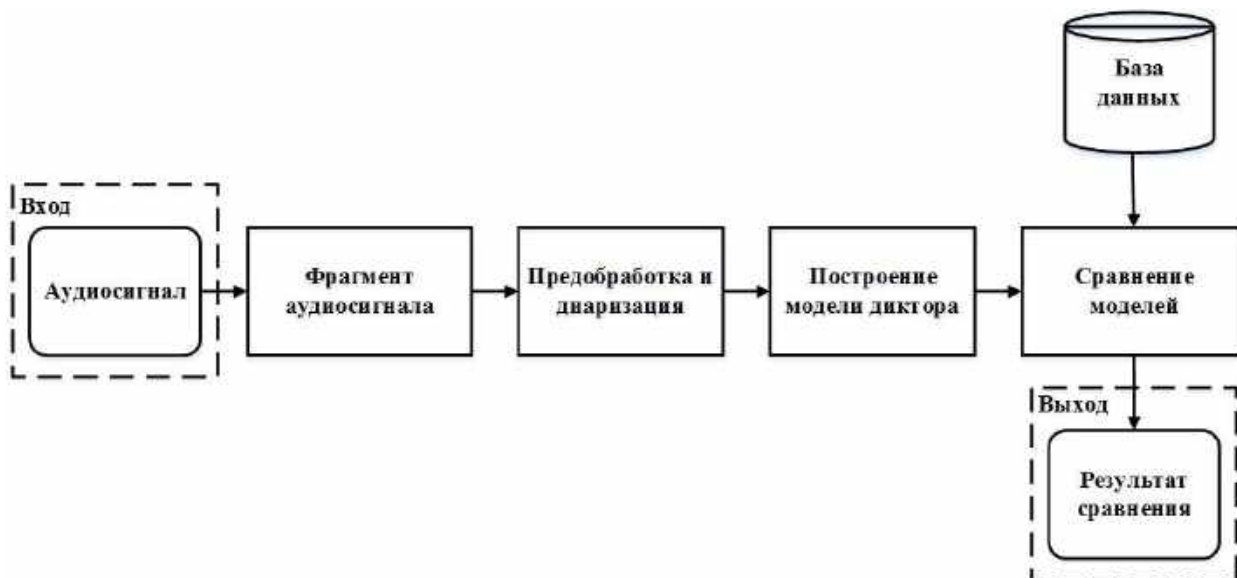 База
данных
Вход
Аудиосигнал
Фрагмент
аудиосигнала
Предобработка и
диаризация
Построение
модели диктора
Сравнение
моделей
Выход
Результат
сравнения